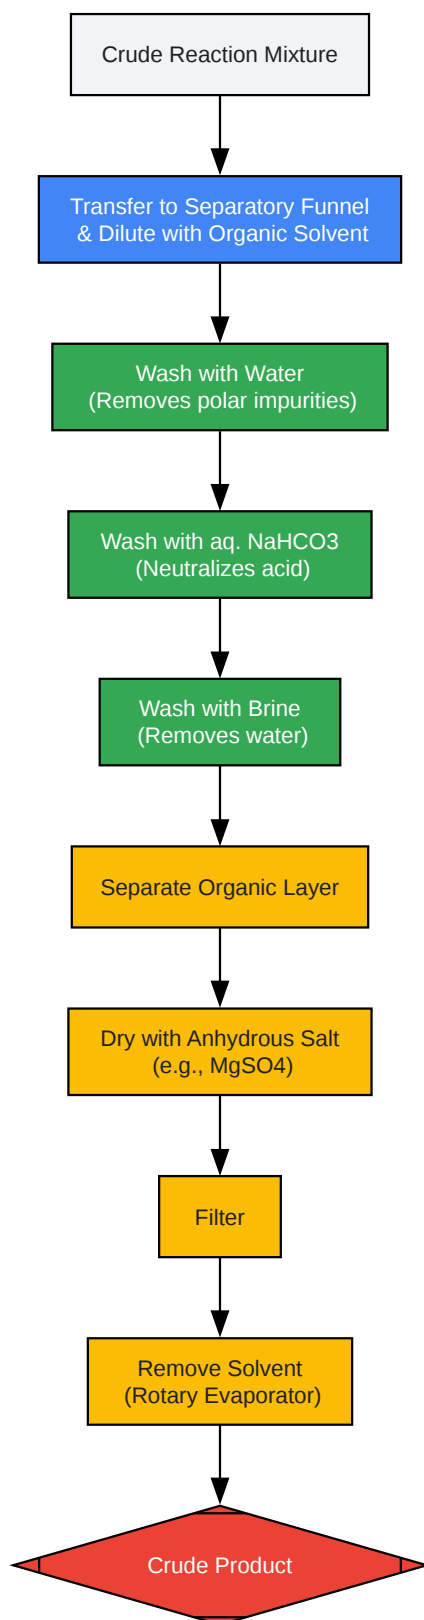 Crude Reaction Mixture
Transfer to Separatory Funnel
& Dilute with Organic Solvent
Wash with Water
(Removes polar impurities)
Wash with aq. NaHCO3
(Neutralizes acid)
Wash with Brine
(Removes water)
Separate Organic Layer
Dry with Anhydrous Salt
(e.g., MgSO4)
Filter
Remove Solvent
(Rotary Evaporator)
Crude Product